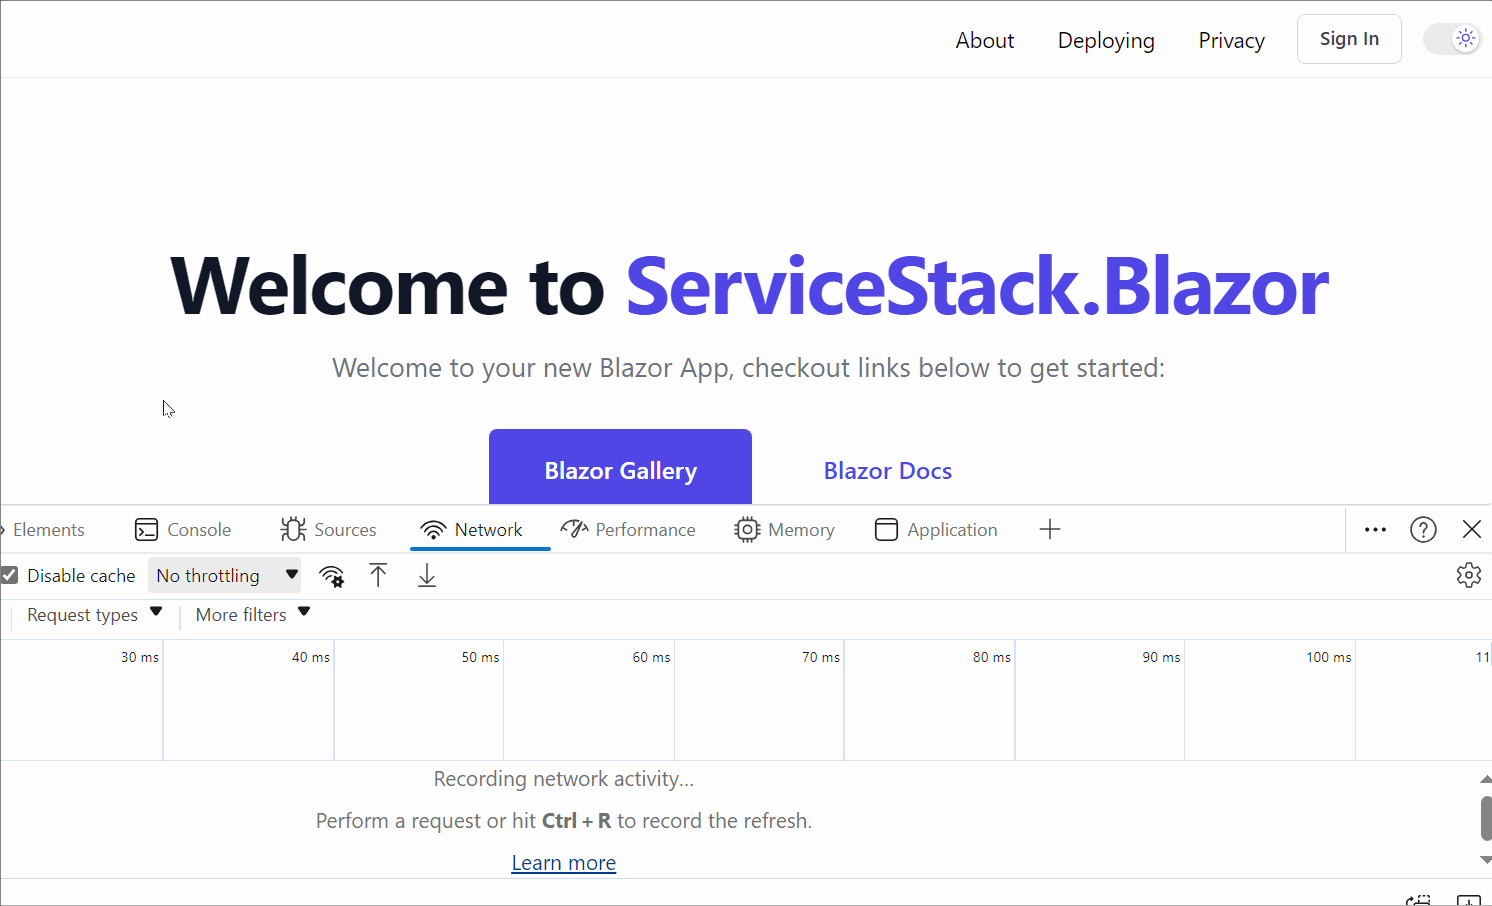 About Deploying Privacy Sign In
Welcome to ServiceStack.Blazor
Welcome to your new Blazor App, checkout links below to get started:
Blazor Gallery Blazor Docs
Elements Console Sources Network Performance Memory Application
Disable cache No throttling
Request types More filters
30 ms 40 ms 50 ms 60 ms 70 ms 80 ms 90 ms 100 ms 11
Recording network activity...
Perform a request or hit Ctrl + R to record the refresh.
Learn more